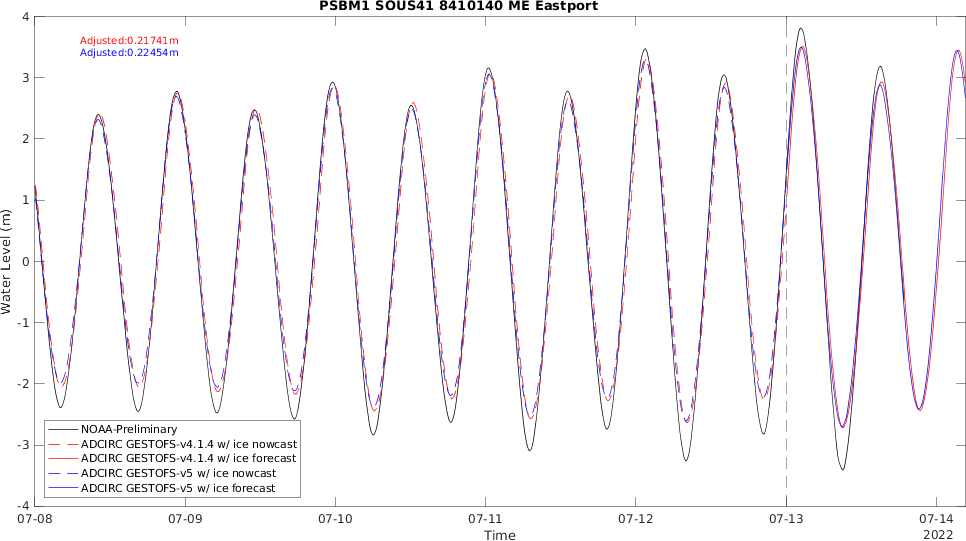 PSBM1 SOUS41 8410140 ME Eastport
Adjusted:0.21741m
Adjusted:0.22454m
4
3
2
1
0
-1
-2
-3
-4
Water Level (m)
NOAA-Preliminary
ADCIRC GESTOFS-v4.1.4 w/ ice nowcast
ADCIRC GESTOFS-v4.1.4 w/ ice forecast
ADCIRC GESTOFS-v5 w/ ice nowcast
ADCIRC GESTOFS-v5 w/ ice forecast
07-08 07-09 07-10 07-11 07-12 07-13 07-14
Time
2022